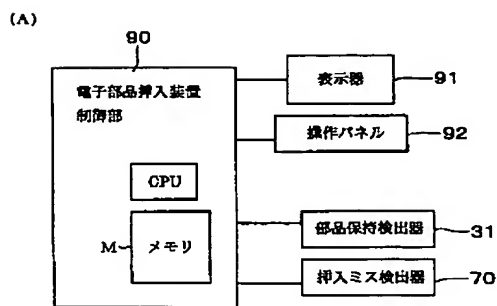 (A)
90
電子部品挿入装置
制御部
CPU
M
メモリ
表示器
91
操作パネル
92
部品保持検出器
31
挿入ミス検出器
70